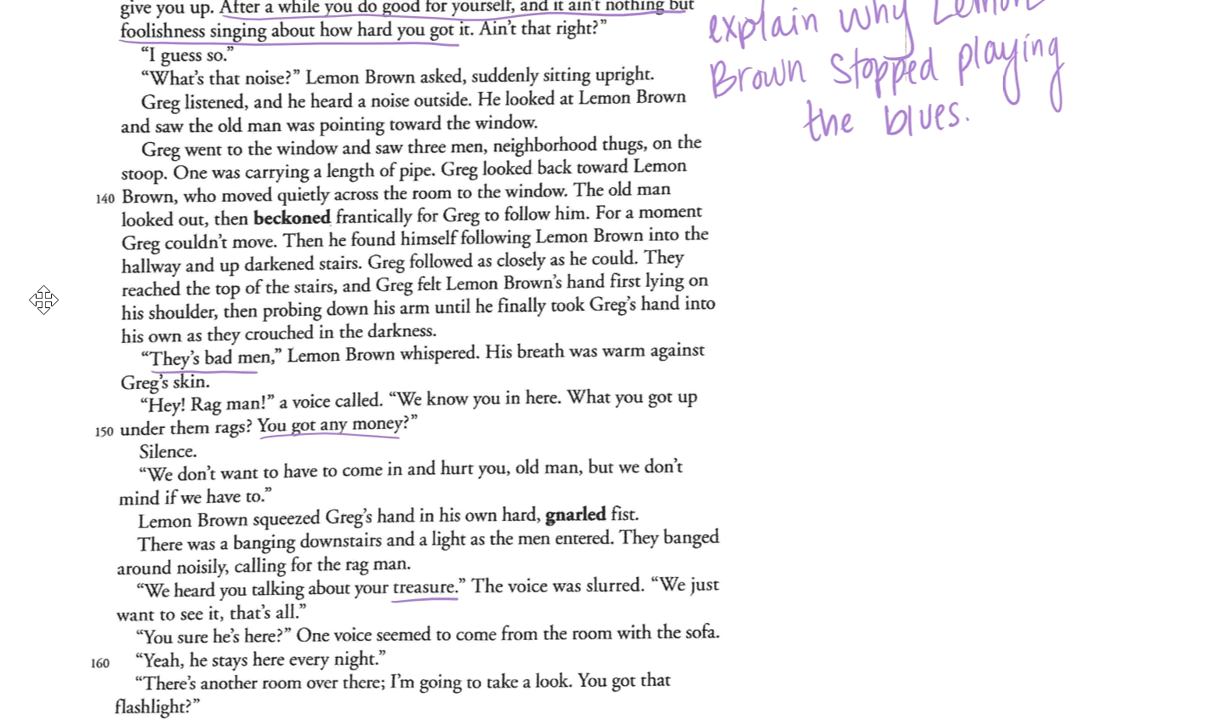 give you up. After a while you do good for yourself, and it ain't nothing but
foolishness singing about how hard you got it. Ain't that right?"
"I guess so."
"What's that noise?" Lemon Brown asked, suddenly sitting upright.
Greg listened, and he heard a noise outside. He looked at Lemon Brown
and saw the old man was pointing toward the window.
Greg went to the window and saw three men, neighborhood thugs, on the
stoop. One was carrying a length of pipe. Greg looked back toward Lemon
140 Brown, who moved quietly across the room to the window. The old man
looked out, then beckoned frantically for Greg to follow him. For a moment
Greg couldn't move. Then he found himself following Lemon Brown into the
hallway and up darkened stairs. Greg followed as closely as he could. They
reached the top of the stairs, and Greg felt Lemon Brown's hand first lying on
his shoulder, then probing down his arm until he finally took Greg's hand into
his own as they crouched in the darkness.
"They's bad men," Lemon Brown whispered. His breath was warm against
Greg's skin.
"Hey! Rag man!" a voice called. "We know you in here. What you got up
150 under them rags? You got any money?"
Silence.
"We don't want to have to come in and hurt you, old man, but we don't
mind if we have to."
Lemon Brown squeezed Greg's hand in his own hard, gnarled fist.
There was a banging downstairs and a light as the men entered. They banged
around noisily, calling for the rag man.
"We heard you talking about your treasure." The voice was slurred. "We just
want to see it, that's all."
"You sure he's here?" One voice seemed to come from the room with the sofa.
160 "Yeah, he stays here every night."
"There's another room over there; I'm going to take a look. You got that
flashlight?"
explain why Lemon
Brown stopped playing
the blues.